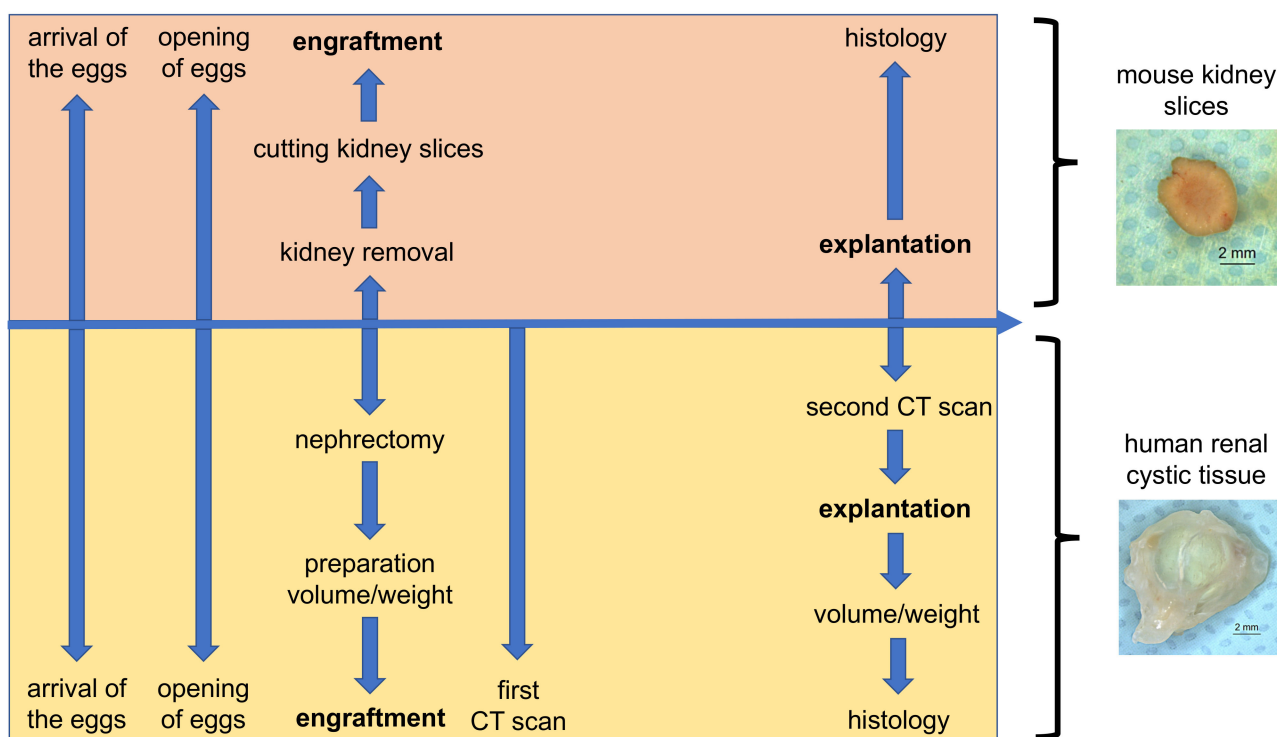 arrival of
the eggs
opening
of eggs
engraftment
cutting kidney slices
kidney removal
histology
explantation
mouse kidney
slices
2 mm
nephrectomy
preparation
volume/weight
engraftment
arrival of
the eggs
opening
of eggs
first
CT scan
second CT scan
explantation
volume/weight
histology
human renal
cystic tissue
2 mm